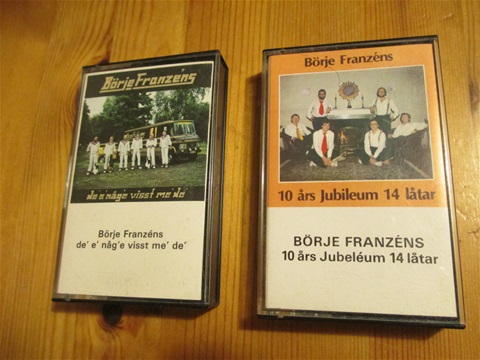 Börje Franzéns
de e någ'e visst me de
Börje Franzéns
de' e' någ'e visst me' de'
Börje Franzéns
10 års Jubileum 14 låtar
BÖRJE FRANZÉNS
10 års Jubeléum 14 låtar